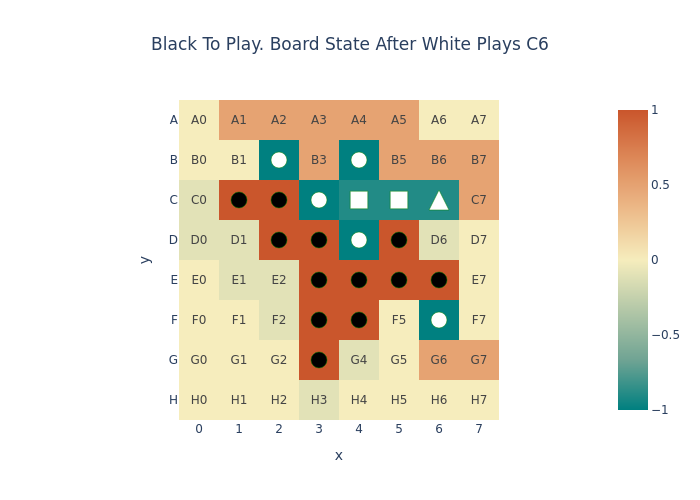 Black To Play. Board State After White Plays C6
A A0 A1 A2 A3 A4 A5 A6 A7
B B0 B1 B3 B5 B6 B7
C C0 C7
D D0 D1 D6 D7
E E0 E1 E2 E7
F F0 F1 F2 F5 F7
G G0 G1 G2 G4 G5 G6 G7
H H0 H1 H2 H3 H4 H5 H6 H7
0 1 2 3 4 5 6 7
x
y
1
0.5
0
−0.5
−1